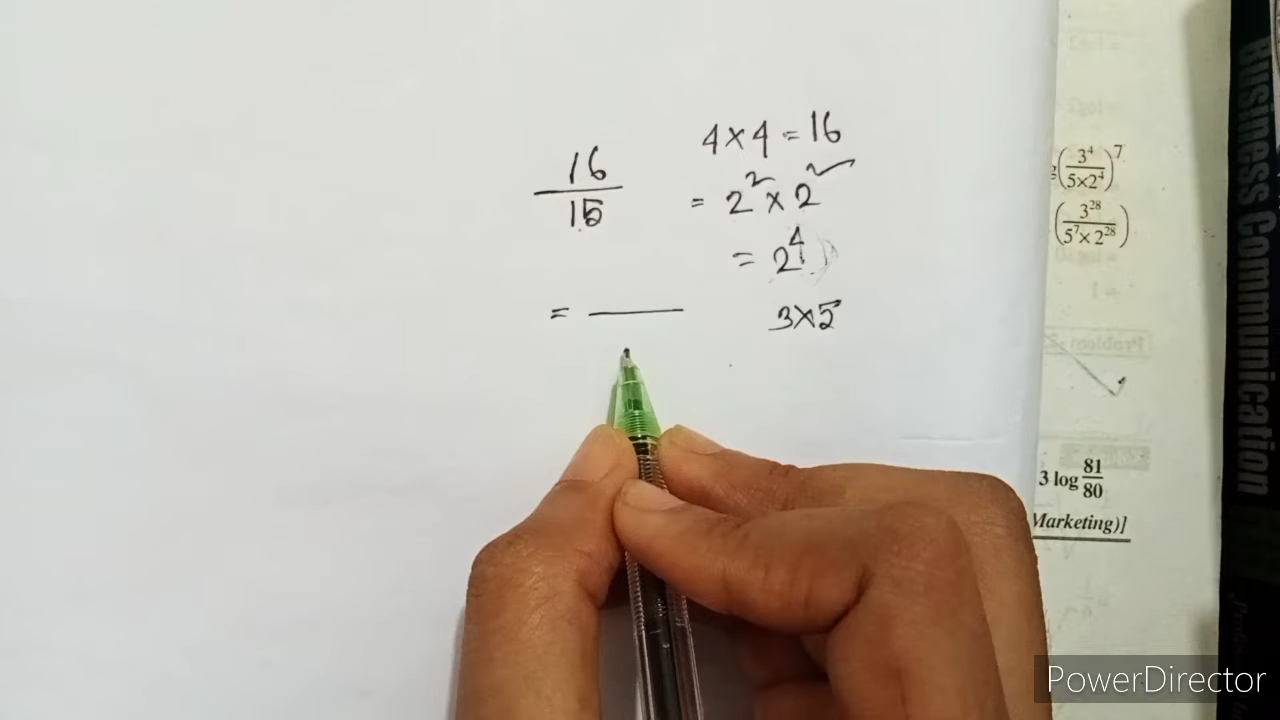 4×4 = 16
16
15
= 2² × 2²
= 2⁴
= 3×5
(3⁴/5×2⁴)⁷
(3²⁸/5⁷×2²⁸)
3 log 81/80
Marketing)]
Business Communication
PowerDirector